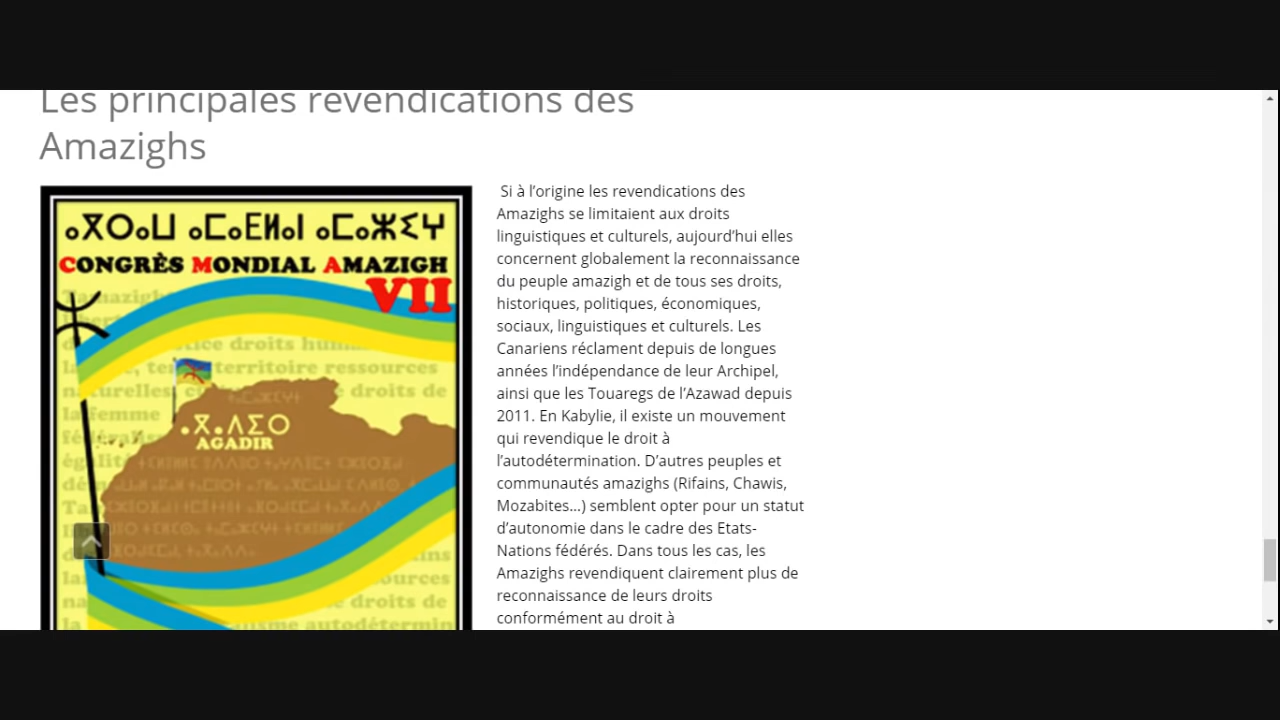 Les principales revendications des
Amazighs
ⴰⴳⵔⴰⵡ ⴰⵎⴰⴹⵍⴰⵏ ⴰⵎⴰⵣⵉⵖ
CONGRÈS MONDIAL AMAZIGH
VII
ⴰⴳⴰⴷⵉⵔ
AGADIR
Si à l’origine les revendications des
Amazighs se limitaient aux droits
linguistiques et culturels, aujourd’hui elles
concernent globalement la reconnaissance
du peuple amazigh et de tous ses droits,
historiques, politiques, économiques,
sociaux, linguistiques et culturels. Les
Canariens réclament depuis de longues
années l’indépendance de leur Archipel,
ainsi que les Touaregs de l’Azawad depuis
2011. En Kabylie, il existe un mouvement
qui revendique le droit à
l’autodétermination. D’autres peuples et
communautés amazighs (Rifains, Chawis,
Mozabites...) semblent opter pour un statut
d’autonomie dans le cadre des Etats-
Nations fédérés. Dans tous les cas, les
Amazighs revendiquent clairement plus de
reconnaissance de leurs droits
conformément au droit à